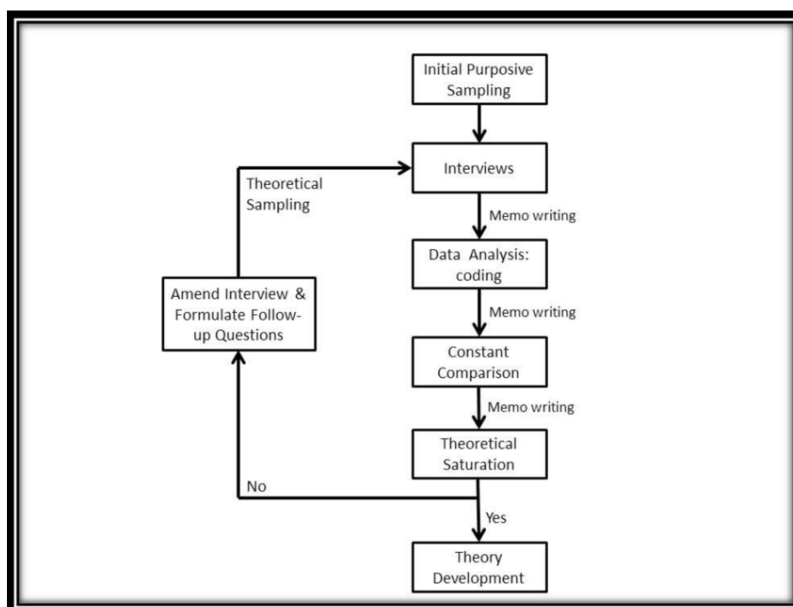 Initial Purposive
Sampling
Interviews
Theoretical
Sampling
Memo writing
Data Analysis:
coding
Amend Interview &
Formulate Follow-
up Questions
Memo writing
Constant
Comparison
Memo writing
Theoretical
Saturation
No
Yes
Theory
Development